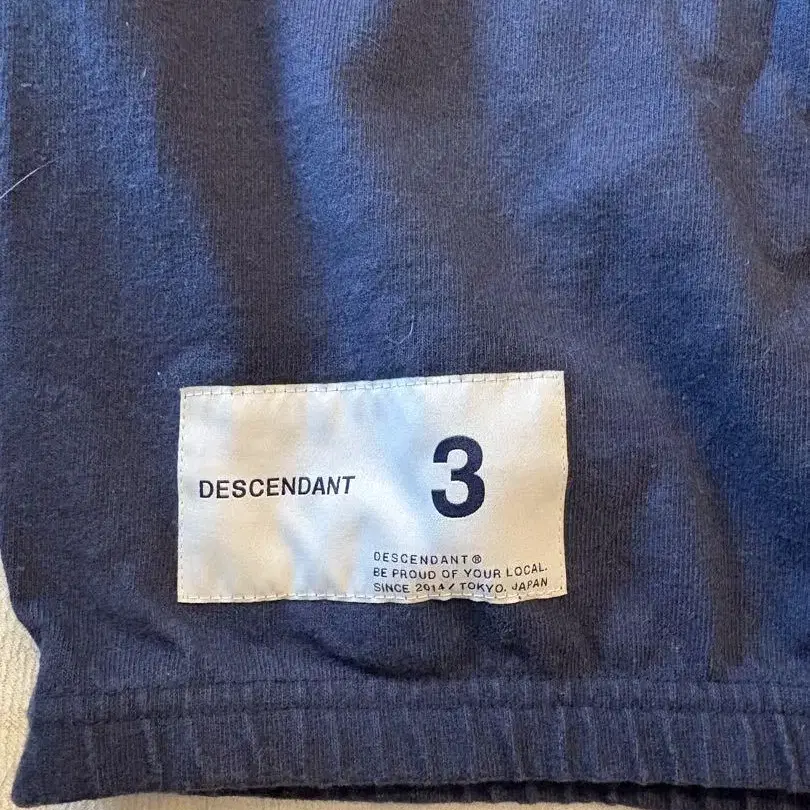 DESCENDANT
3
DESCENDANT®
BE PROUD OF YOUR LOCAL.
SINCE 2014 / TOKYO, JAPAN